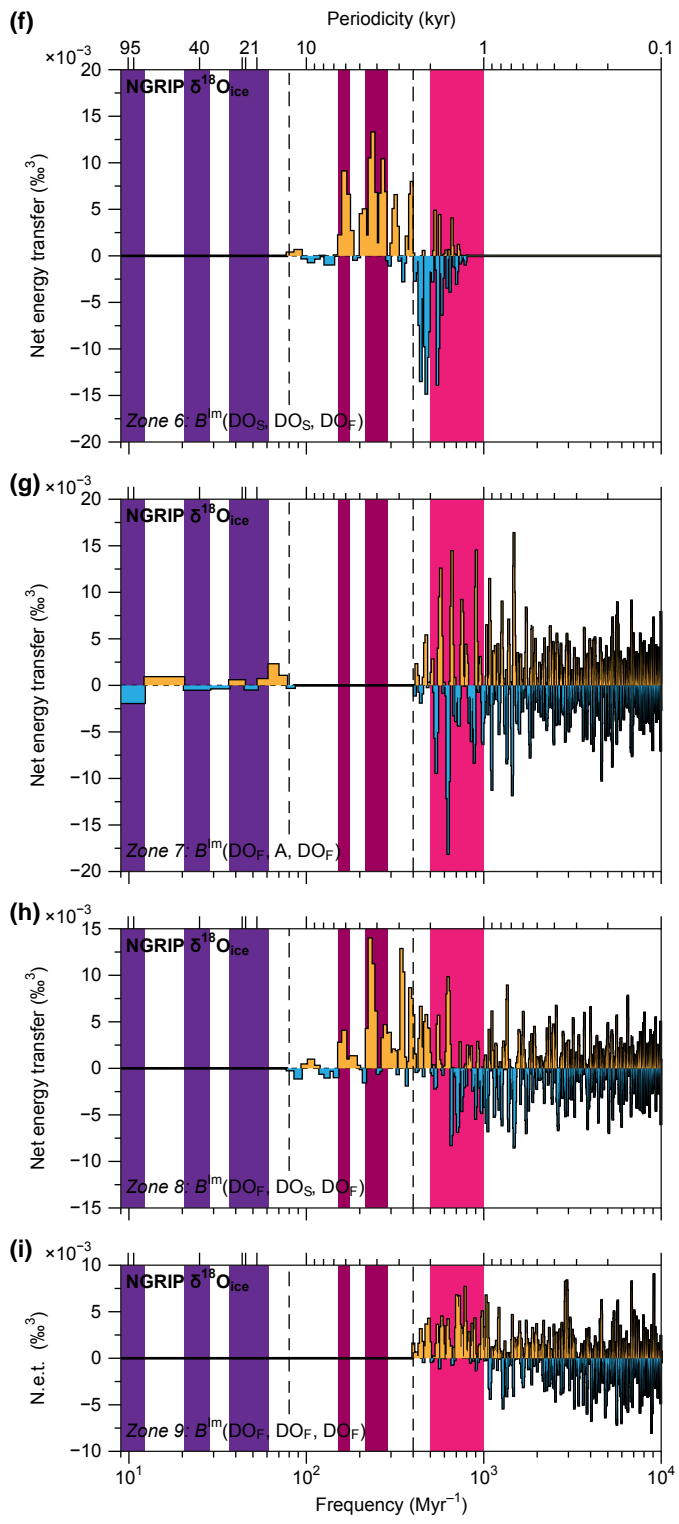 (f)
Periodicity (kyr)
95 40 21 10 1 0.1
×10⁻³
NGRIP δ¹⁸Oice
20
15
10
5
0
−5
−10
−15
−20
Net energy transfer (‰³)
Zone 6: Bᴵᵐ(DOS, DOS, DOF)
(g)
×10⁻³
NGRIP δ¹⁸Oice
20
15
10
5
0
−5
−10
−15
−20
Net energy transfer (‰³)
Zone 7: Bᴵᵐ(DOF, A, DOF)
(h)
×10⁻³
NGRIP δ¹⁸Oice
15
10
5
0
−5
−10
−15
Net energy transfer (‰³)
Zone 8: Bᴵᵐ(DOF, DOS, DOF)
(i)
×10⁻³
NGRIP δ¹⁸Oice
10
5
0
−5
−10
N.e.t. (‰³)
Zone 9: Bᴵᵐ(DOF, DOF, DOF)
10¹ 10² 10³ 10⁴
Frequency (Myr⁻¹)